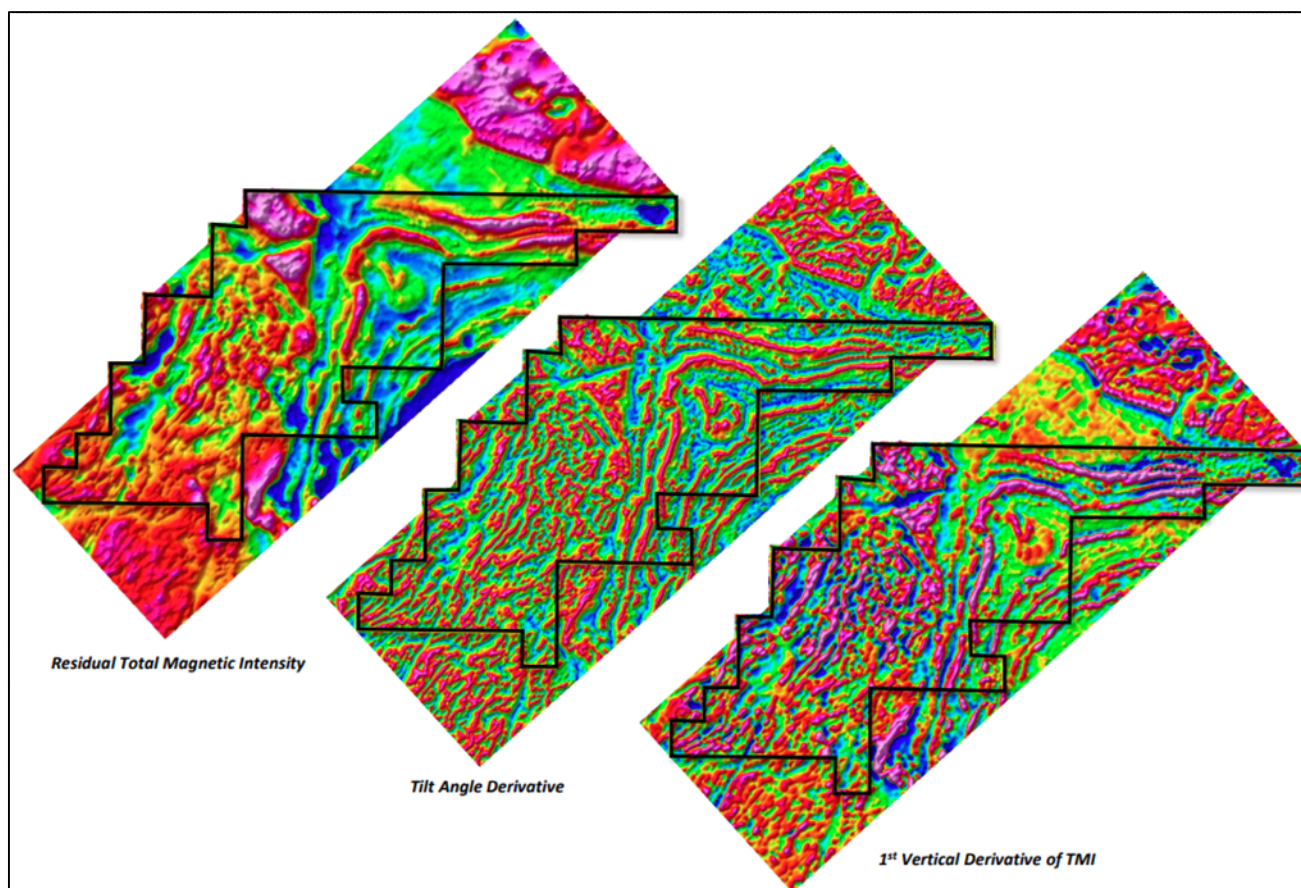 Residual Total Magnetic Intensity
Tilt Angle Derivative
1st Vertical Derivative of TMI